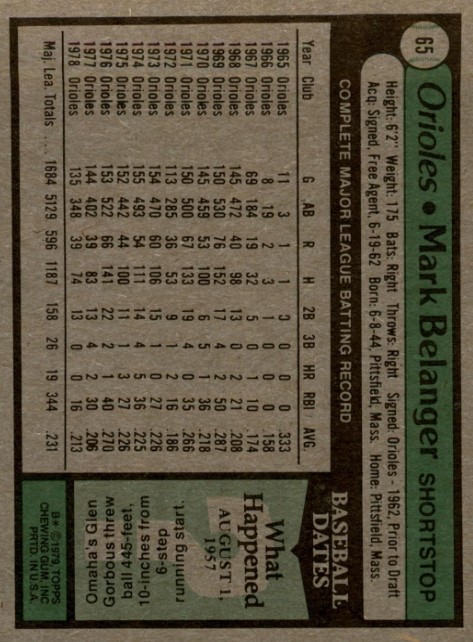 65
Orioles • Mark Belanger SHORTSTOP
Height: 6'2" Weight: 175 Bats: Right Throws: Right Signed: Orioles - 1962, Prior to Draft
Acq: Signed, Free Agent, 6-19-62 Born: 6-8-44, Pittsfield, Mass. Home: Pittsfield, Mass.
COMPLETE MAJOR LEAGUE BATTING RECORD
Year Club G AB R H 2B 3B HR RBI AVG.
1965 Orioles 11 3 1 1 0 0 0 0 .333
1966 Orioles 8 19 2 3 0 0 0 0 .158
1967 Orioles 69 184 19 32 5 0 1 10 .174
1968 Orioles 145 472 40 98 13 0 2 21 .208
1969 Orioles 150 530 76 152 17 4 2 50 .287
1970 Orioles 145 459 53 100 6 5 1 36 .218
1971 Orioles 150 500 67 133 19 4 0 35 .266
1972 Orioles 113 285 36 53 9 1 2 16 .186
1973 Orioles 154 470 60 106 15 1 0 27 .226
1974 Orioles 155 493 54 111 14 4 5 36 .225
1975 Orioles 152 442 44 100 11 1 3 27 .226
1976 Orioles 153 522 66 141 22 2 1 40 .270
1977 Orioles 144 402 39 83 13 4 2 30 .206
1978 Orioles 135 348 39 74 13 0 0 16 .213
Maj. Lea. Totals 1684 5129 596 1187 158 26 19 344 .231
BASEBALL
DATES
What
Happened
AUGUST 1,
1957
Omaha's Glen
Gorbous threw
ball 445-feet,
10-inches from
6-step
running start.
B* © 1979 TOPPS
CHEWING GUM, INC
PRTD. IN U.S.A.